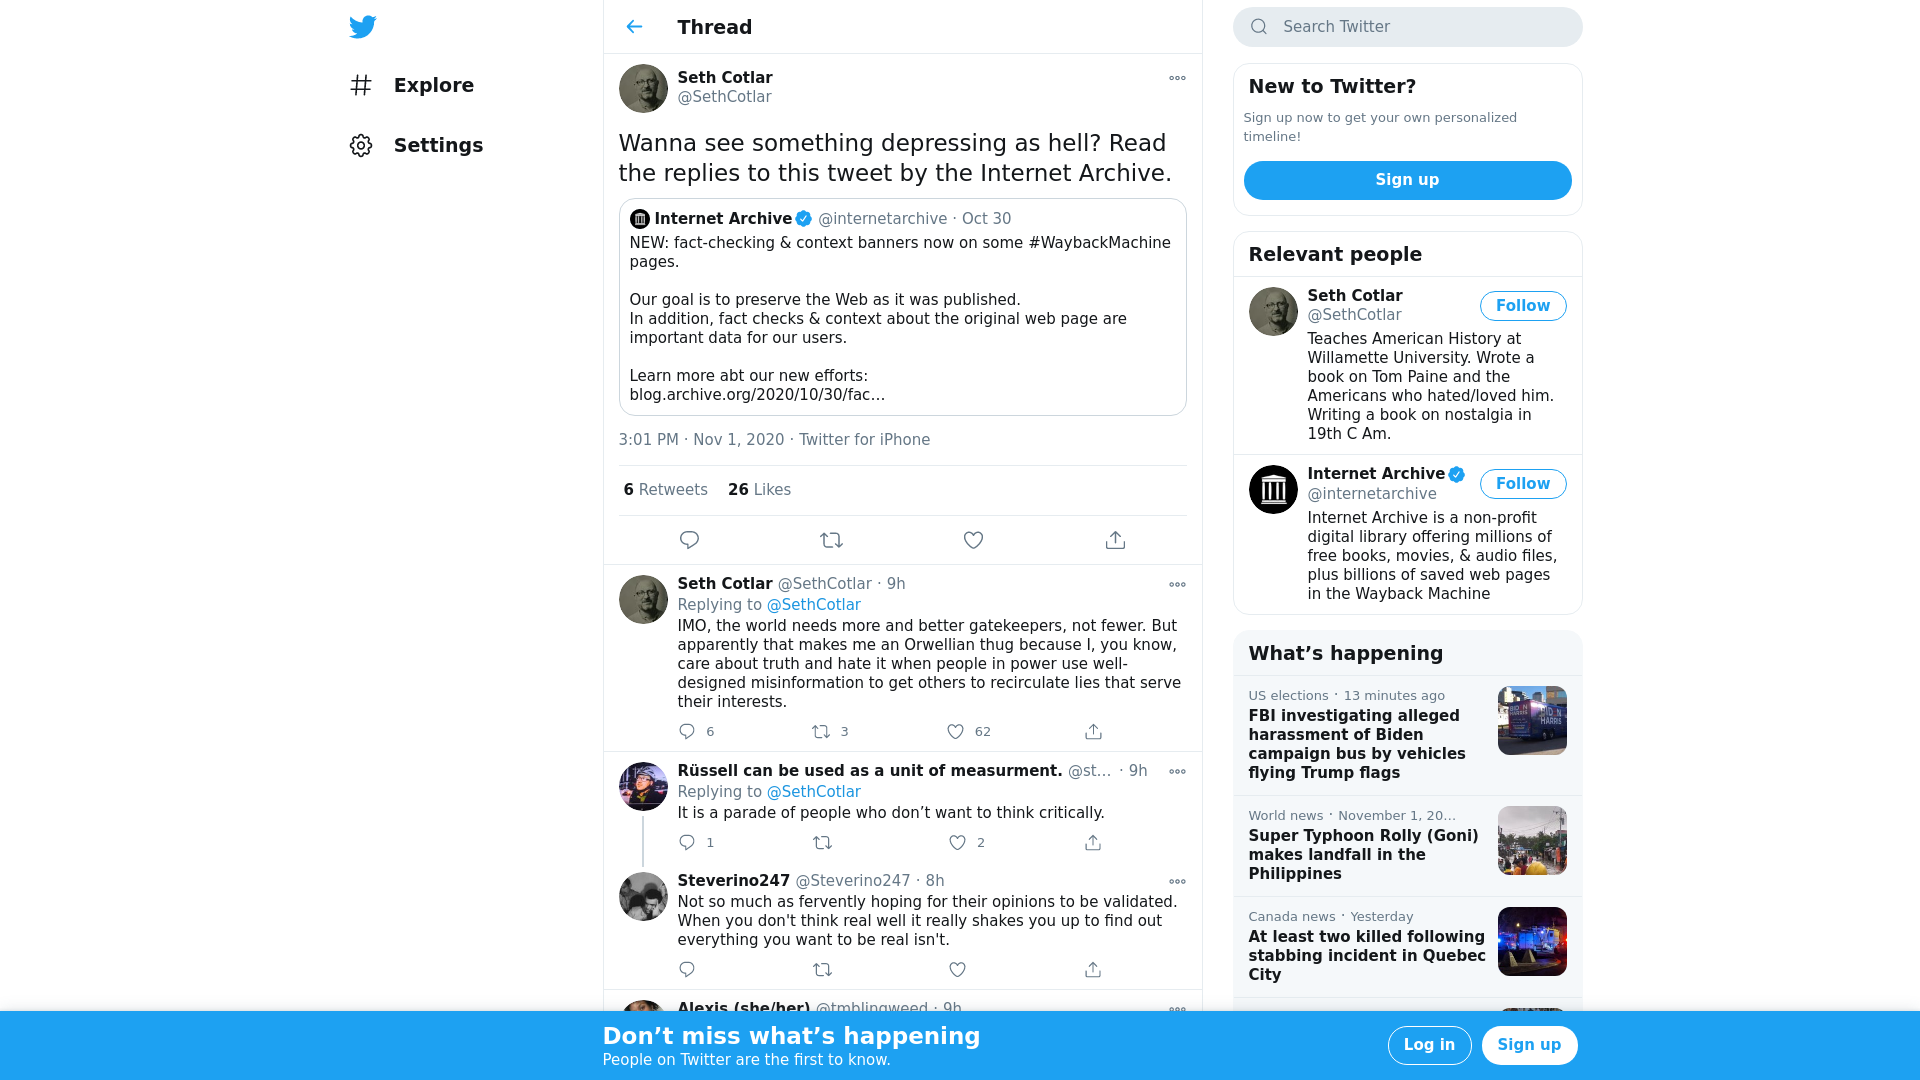 Explore
Settings
Thread
Seth Cotlar
@SethCotlar
Wanna see something depressing as hell? Read
the replies to this tweet by the Internet Archive.
Internet Archive @internetarchive · Oct 30
NEW: fact-checking & context banners now on some #WaybackMachine
pages.
Our goal is to preserve the Web as it was published.
In addition, fact checks & context about the original web page are
important data for our users.
Learn more abt our new efforts:
blog.archive.org/2020/10/30/fac…
3:01 PM · Nov 1, 2020 · Twitter for iPhone
6 Retweets 26 Likes
Seth Cotlar @SethCotlar · 9h
Replying to @SethCotlar
IMO, the world needs more and better gatekeepers, not fewer. But
apparently that makes me an Orwellian thug because I, you know,
care about truth and hate it when people in power use well-
designed misinformation to get others to recirculate lies that serve
their interests.
6 3 62
Rüssell can be used as a unit of measurment. @st… · 9h
Replying to @SethCotlar
It is a parade of people who don’t want to think critically.
1 2
Steverino247 @Steverino247 · 8h
Not so much as fervently hoping for their opinions to be validated.
When you don't think real well it really shakes you up to find out
everything you want to be real isn't.
Alexis (she/her) @tmblingweed · 9h
Search Twitter
New to Twitter?
Sign up now to get your own personalized
timeline!
Sign up
Relevant people
Seth Cotlar
@SethCotlar
Follow
Teaches American History at
Willamette University. Wrote a
book on Tom Paine and the
Americans who hated/loved him.
Writing a book on nostalgia in
19th C Am.
Internet Archive
@internetarchive
Follow
Internet Archive is a non-profit
digital library offering millions of
free books, movies, & audio files,
plus billions of saved web pages
in the Wayback Machine
What’s happening
US elections · 13 minutes ago
FBI investigating alleged
harassment of Biden
campaign bus by vehicles
flying Trump flags
World news · November 1, 20…
Super Typhoon Rolly (Goni)
makes landfall in the
Philippines
Canada news · Yesterday
At least two killed following
stabbing incident in Quebec
City
Don’t miss what’s happening
People on Twitter are the first to know.
Log in
Sign up